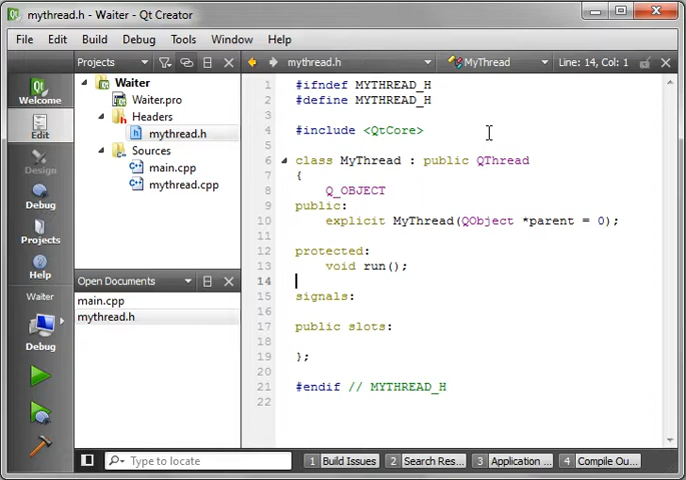 mythread.h - Waiter - Qt Creator
File Edit Build Debug Tools Window Help
Projects
mythread.h
MyThread
Line: 14, Col: 1
Welcome
Edit
Design
Debug
Projects
Help
Waiter
Debug
Waiter
Waiter.pro
Headers
mythread.h
Sources
main.cpp
mythread.cpp
Open Documents
main.cpp
mythread.h
1 #ifndef MYTHREAD_H
2 #define MYTHREAD_H
3
4 #include <QtCore>
5
6 class MyThread : public QThread
7 {
8 Q_OBJECT
9 public:
10 explicit MyThread(QObject *parent = 0);
11
12 protected:
13 void run();
14
15 signals:
16
17 public slots:
18
19 };
20
21 #endif // MYTHREAD_H
22
Type to locate
1 Build Issues
2 Search Res...
3 Application ...
4 Compile Ou...